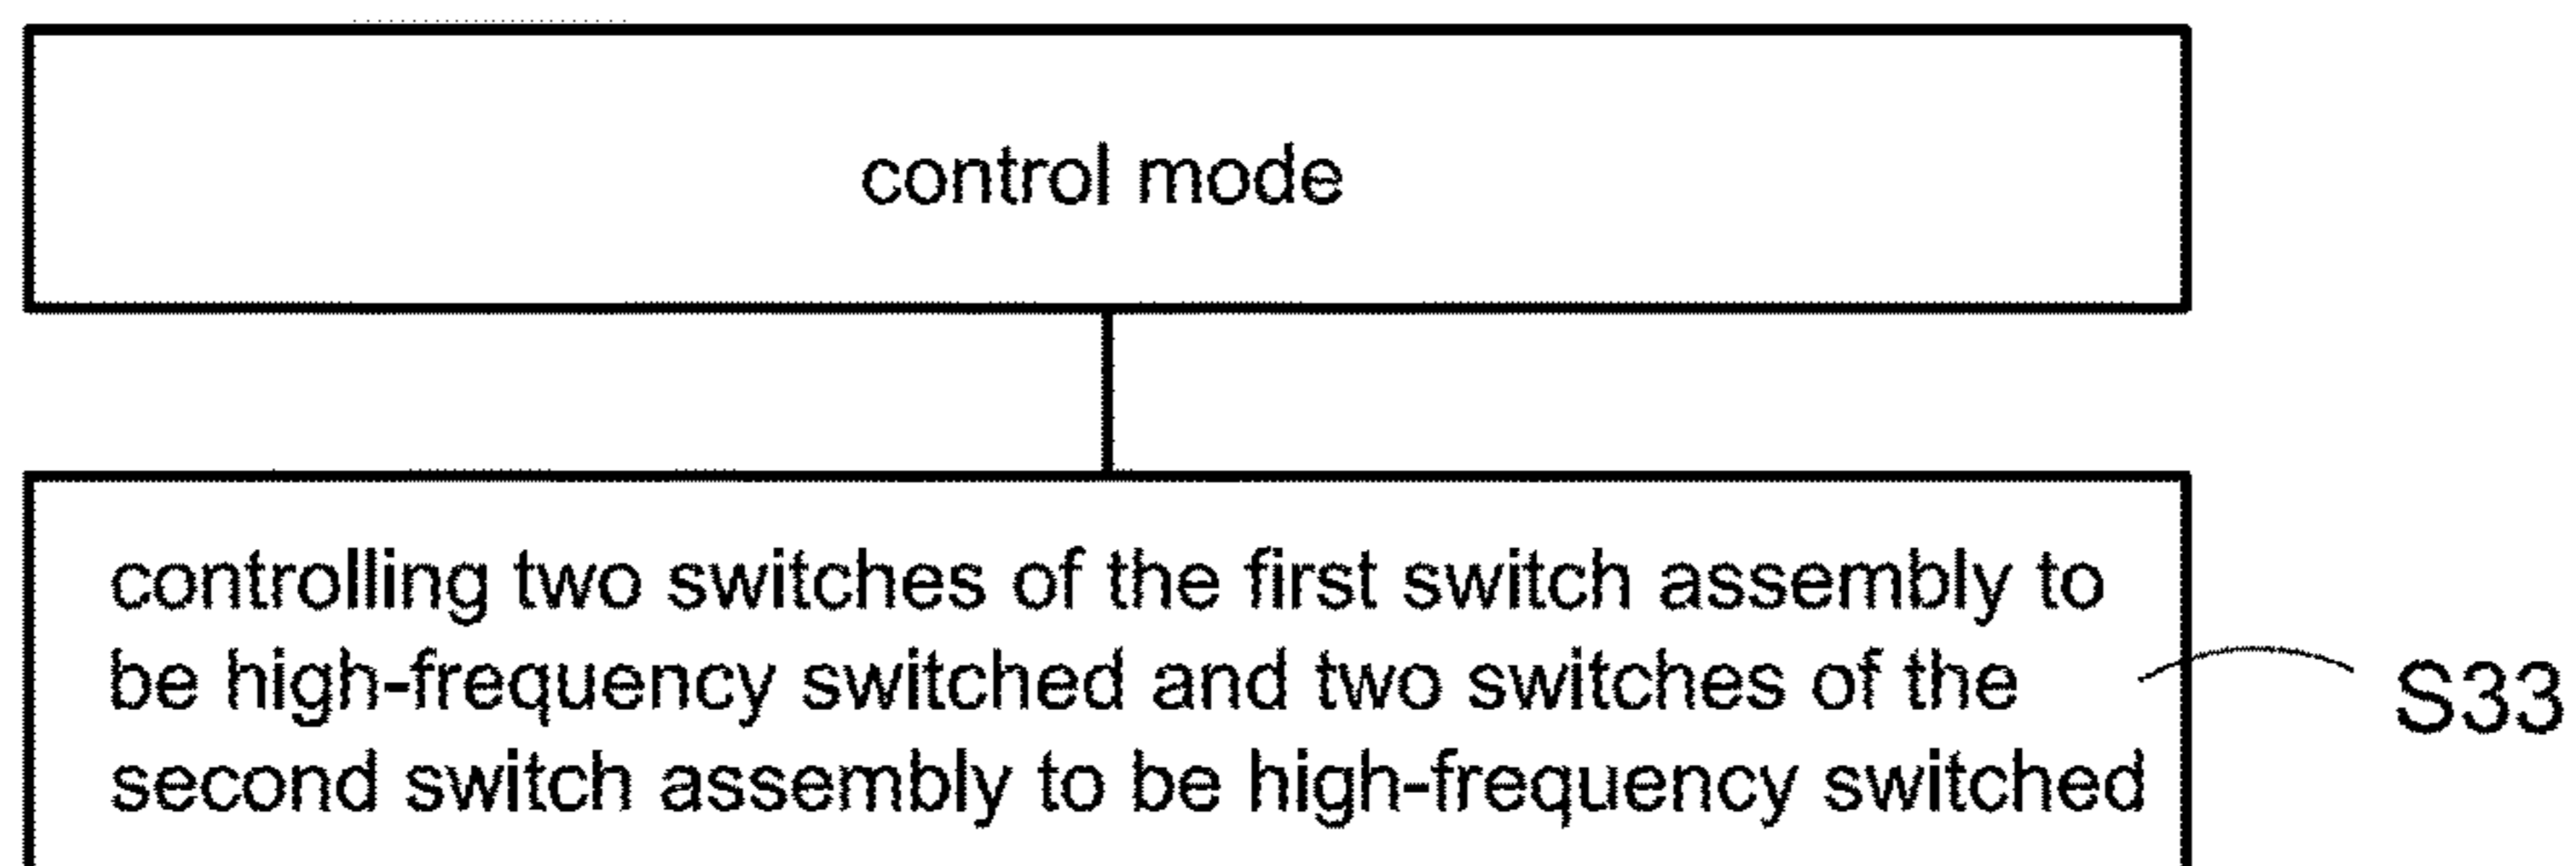 control mode
controlling two switches of the first switch assembly to
be high-frequency switched and two switches of the
second switch assembly to be high-frequency switched
S33